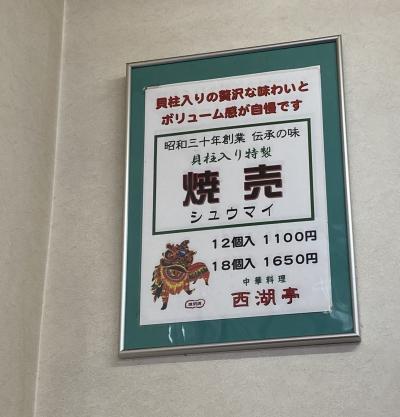 貝柱入りの贅沢な味わいと
ボリューム感が自慢です
昭和三十年創業 伝承の味
貝柱入り特製
焼売
シュウマイ
12個入 1100円
18個入 1650円
中華料理
西湖亭